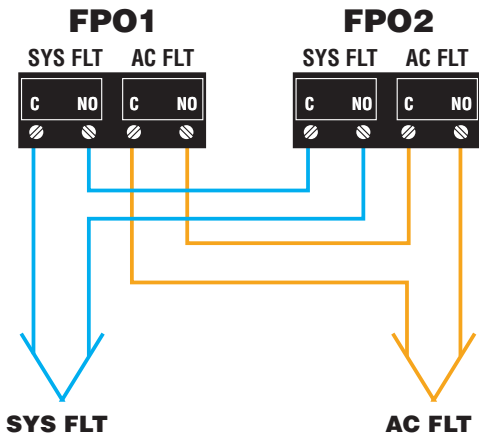 FPO1 FPO2
SYS FLT AC FLT SYS FLT AC FLT
C NO C NO C NO C NO
SYS FLT AC FLT